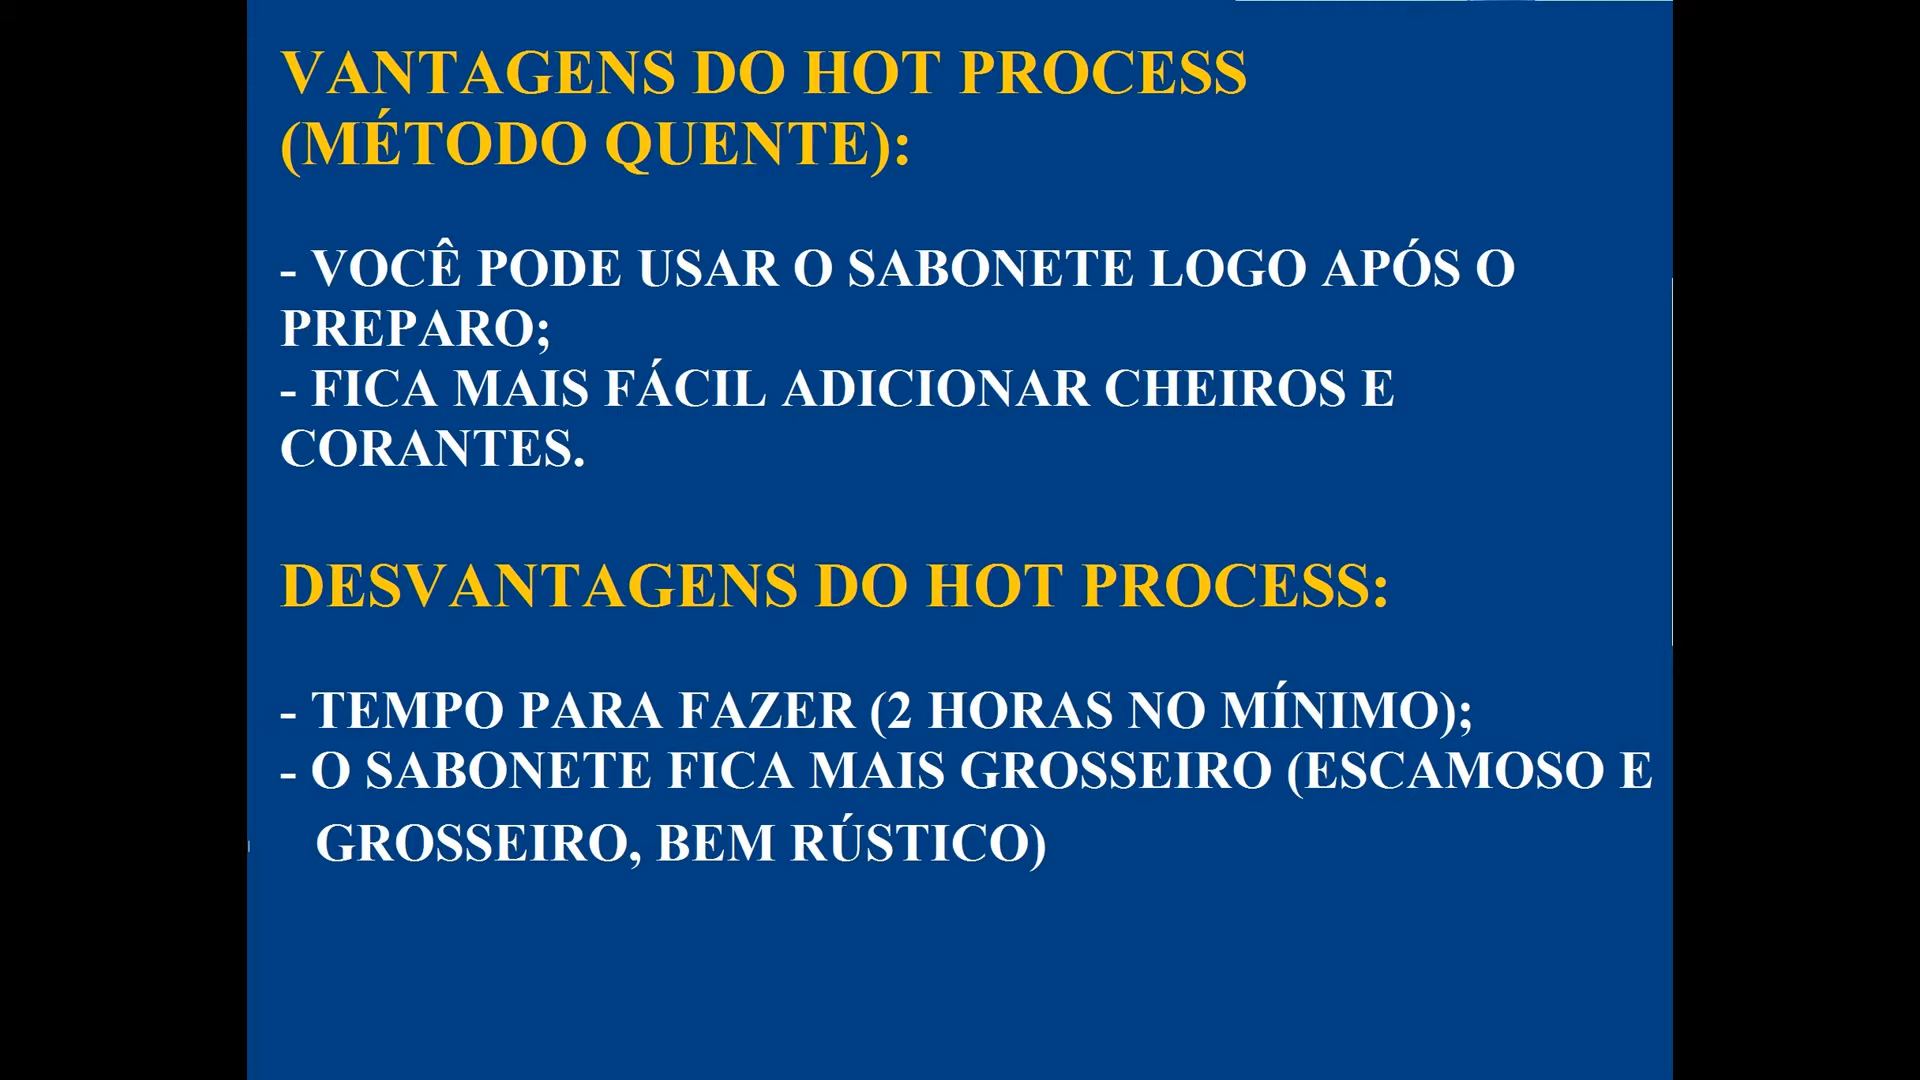 VANTAGENS DO HOT PROCESS
(MÉTODO QUENTE):
- VOCÊ PODE USAR O SABONETE LOGO APÓS O
PREPARO;
- FICA MAIS FÁCIL ADICIONAR CHEIROS E
CORANTES.
DESVANTAGENS DO HOT PROCESS:
- TEMPO PARA FAZER (2 HORAS NO MÍNIMO);
- O SABONETE FICA MAIS GROSSEIRO (ESCAMOSO E
GROSSEIRO, BEM RÚSTICO)